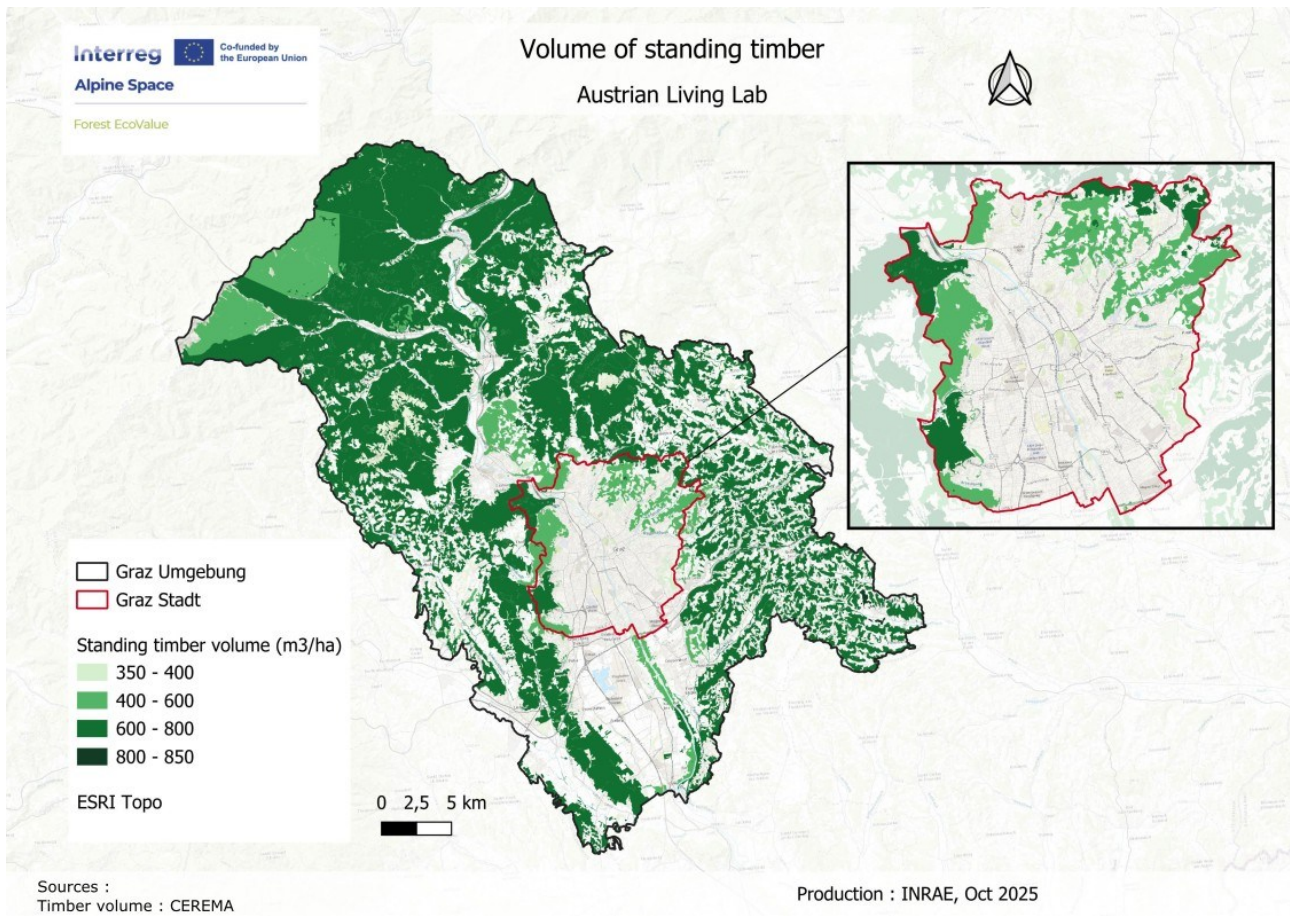 Interreg
Co-funded by
the European Union
Alpine Space
Forest EcoValue
Volume of standing timber
Austrian Living Lab
Graz Umgebung
Graz Stadt
Standing timber volume (m3/ha)
350 - 400
400 - 600
600 - 800
800 - 850
ESRI Topo
0 2,5 5 km
Sources :
Timber volume : CEREMA
Production : INRAE, Oct 2025